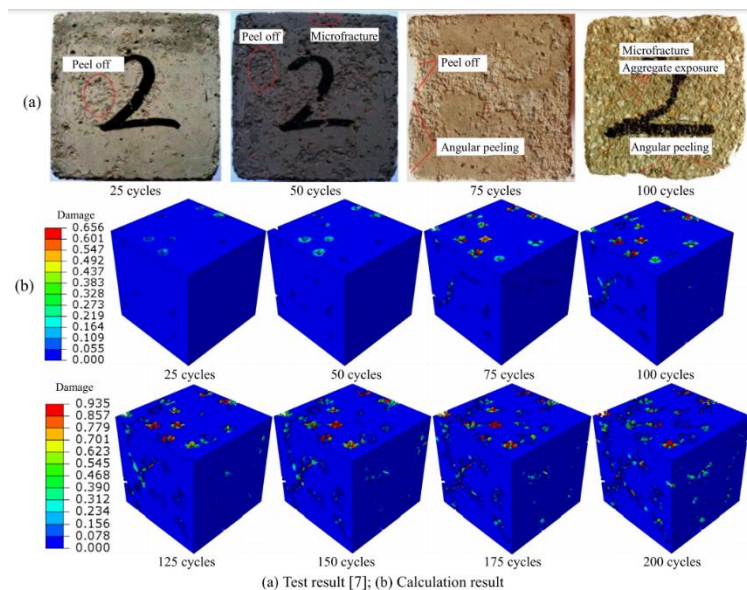 Peel off
2
Peel off
Microfracture
2
Peel off
Angular peeling
Microfracture
Aggregate exposure
2
Angular peeling
(a)
25 cycles
50 cycles
75 cycles
100 cycles
Damage
0.656
0.601
0.547
0.492
0.437
0.383
0.328
0.273
0.219
0.164
0.109
0.055
0.000
(b)
25 cycles
50 cycles
75 cycles
100 cycles
Damage
0.935
0.857
0.779
0.701
0.623
0.545
0.468
0.390
0.312
0.234
0.156
0.078
0.000
125 cycles
150 cycles
175 cycles
200 cycles
(a) Test result [7]; (b) Calculation result